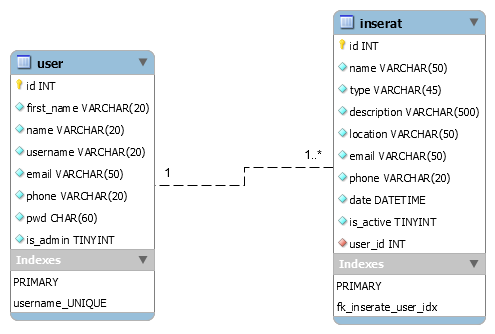 user
id INT
first_name VARCHAR(20)
name VARCHAR(20)
username VARCHAR(20)
email VARCHAR(50)
phone VARCHAR(20)
pwd CHAR(60)
is_admin TINYINT
Indexes
PRIMARY
username_UNIQUE
1
1..*
inserat
id INT
name VARCHAR(50)
type VARCHAR(45)
description VARCHAR(500)
location VARCHAR(50)
email VARCHAR(50)
phone VARCHAR(20)
date DATETIME
is_active TINYINT
user_id INT
Indexes
PRIMARY
fk_inserate_user_idx